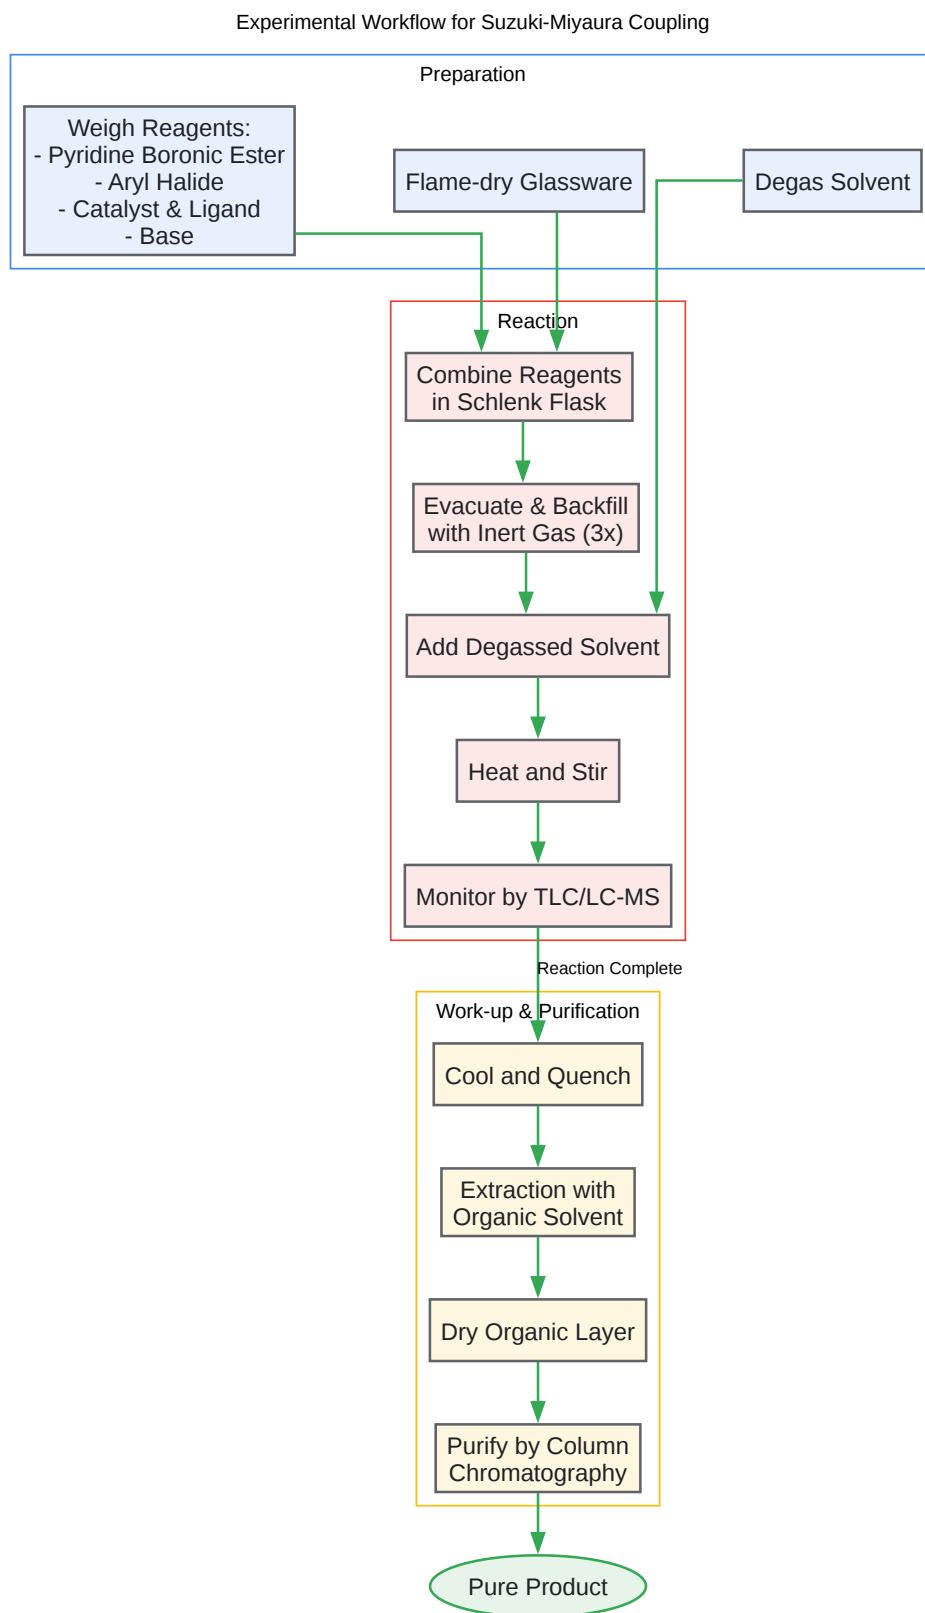 Experimental Workflow for Suzuki-Miyaura Coupling
Preparation
Weigh Reagents:
- Pyridine Boronic Ester
- Aryl Halide
- Catalyst & Ligand
- Base
Flame-dry Glassware
Degas Solvent
Reaction
Combine Reagents
in Schlenk Flask
Evacuate & Backfill
with Inert Gas (3x)
Add Degassed Solvent
Heat and Stir
Monitor by TLC/LC-MS
Reaction Complete
Work-up & Purification
Cool and Quench
Extraction with
Organic Solvent
Dry Organic Layer
Purify by Column
Chromatography
Pure Product